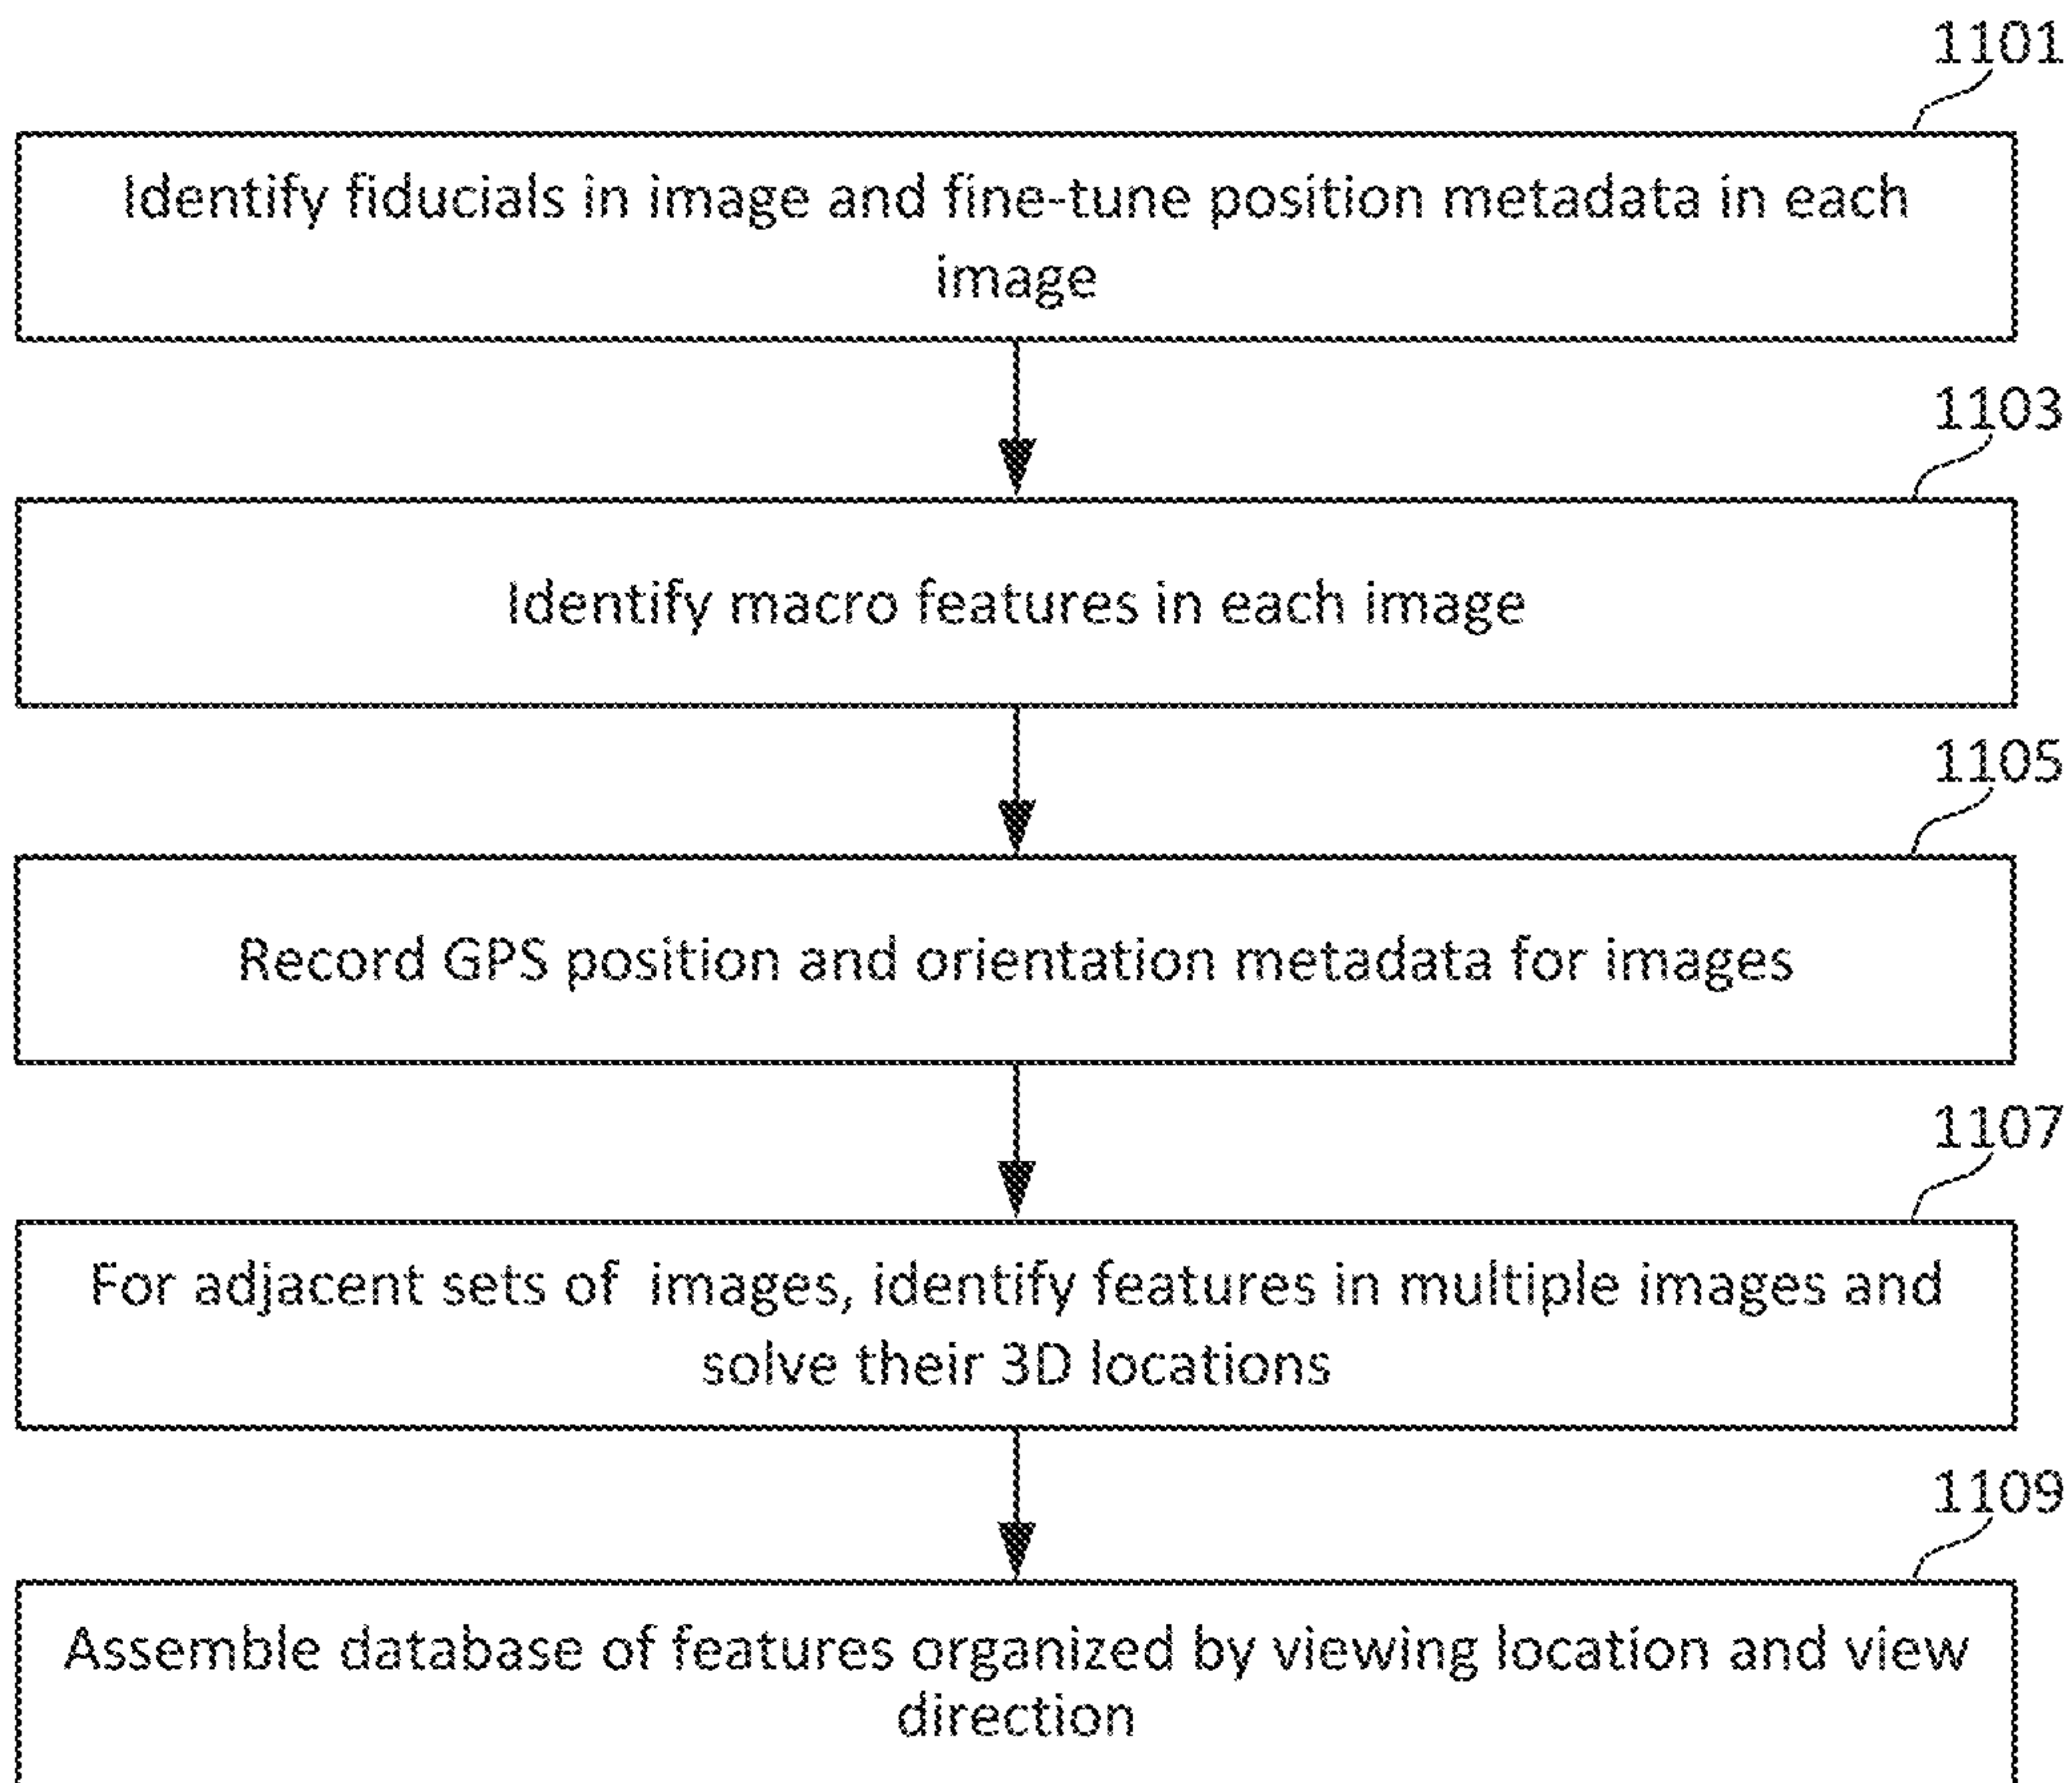 1101
Identify fiducials in image and fine-tune position metadata in each
image
1103
Identify macro features in each image
1105
Record GPS position and orientation metadata for images
1107
For adjacent sets of images, identify features in multiple images and
solve their 3D locations
1109
Assemble database of features organized by viewing location and view
direction